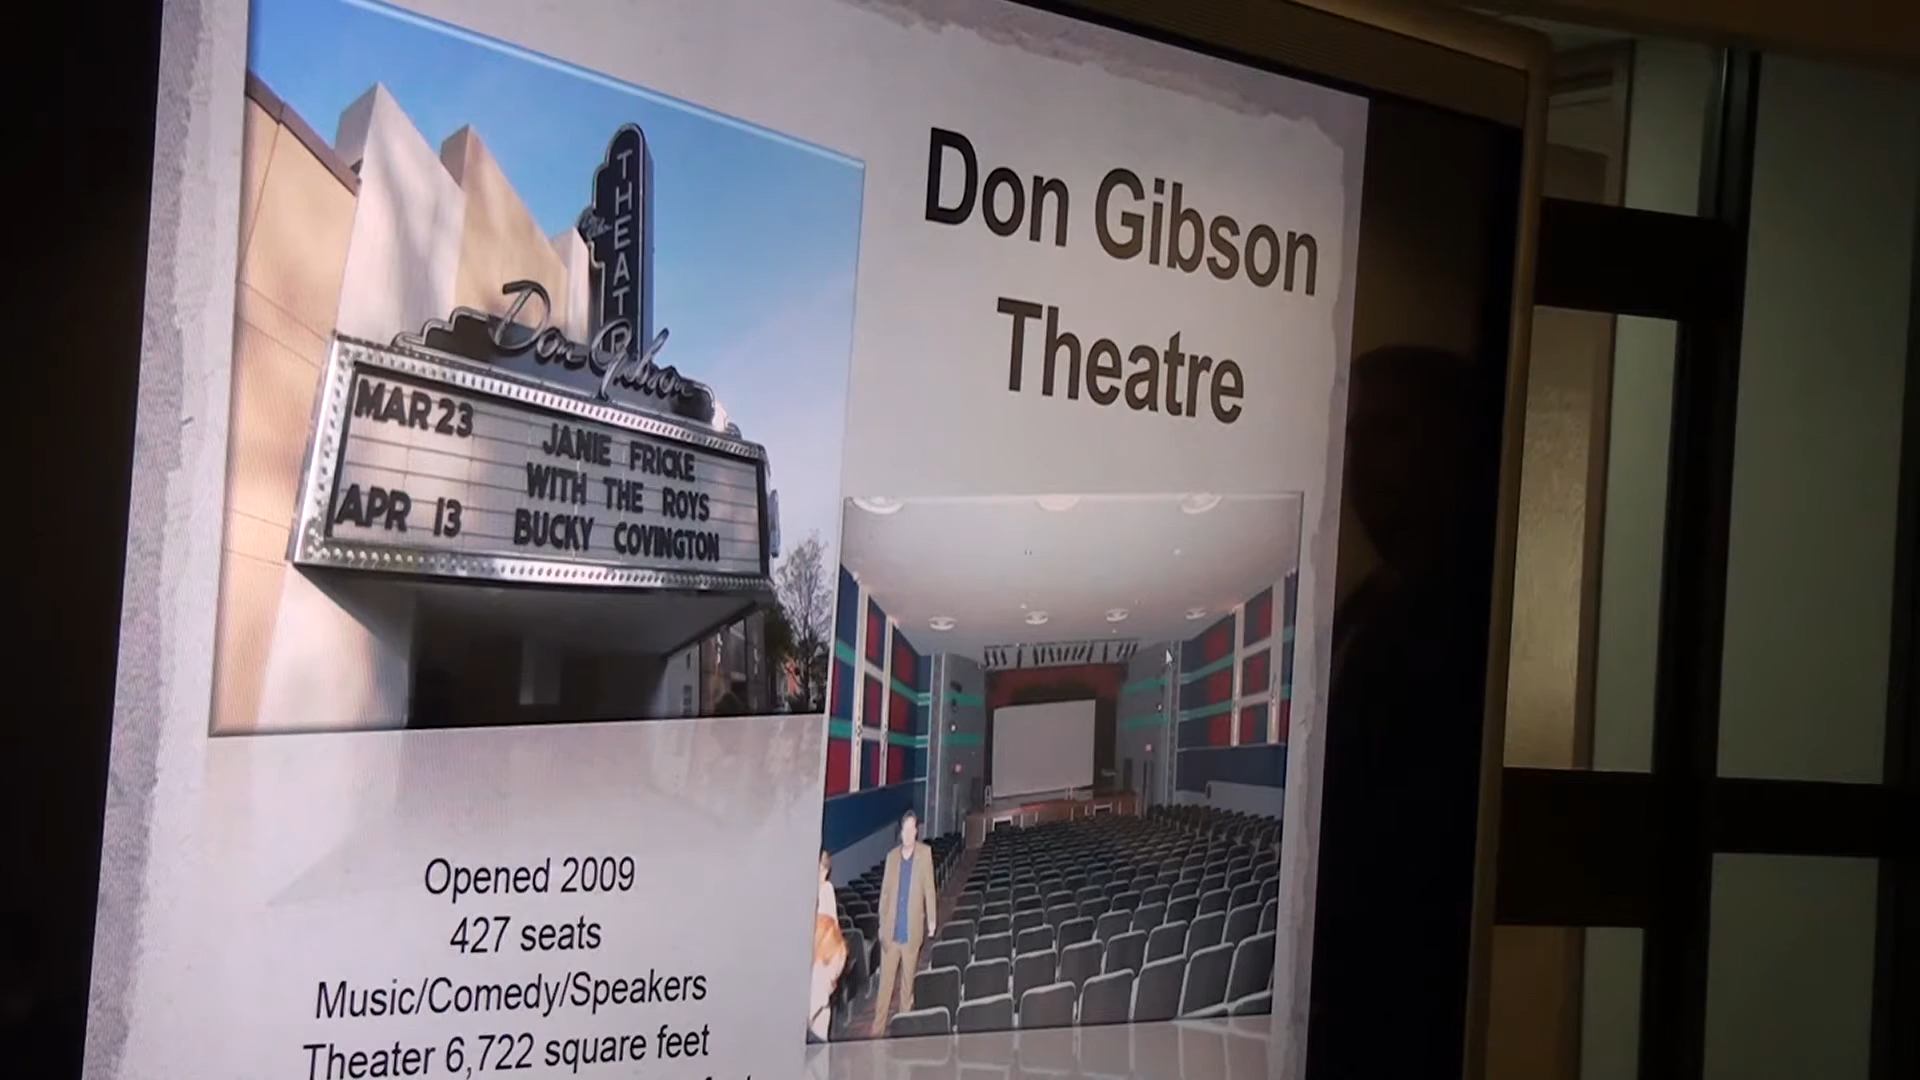 THEATR
Don Gibson
MAR 23 JANIE FRICKE
WITH THE ROYS
APR 13 BUCKY COVINGTON
Don Gibson
Theatre
Opened 2009
427 seats
Music/Comedy/Speakers
Theater 6,722 square feet